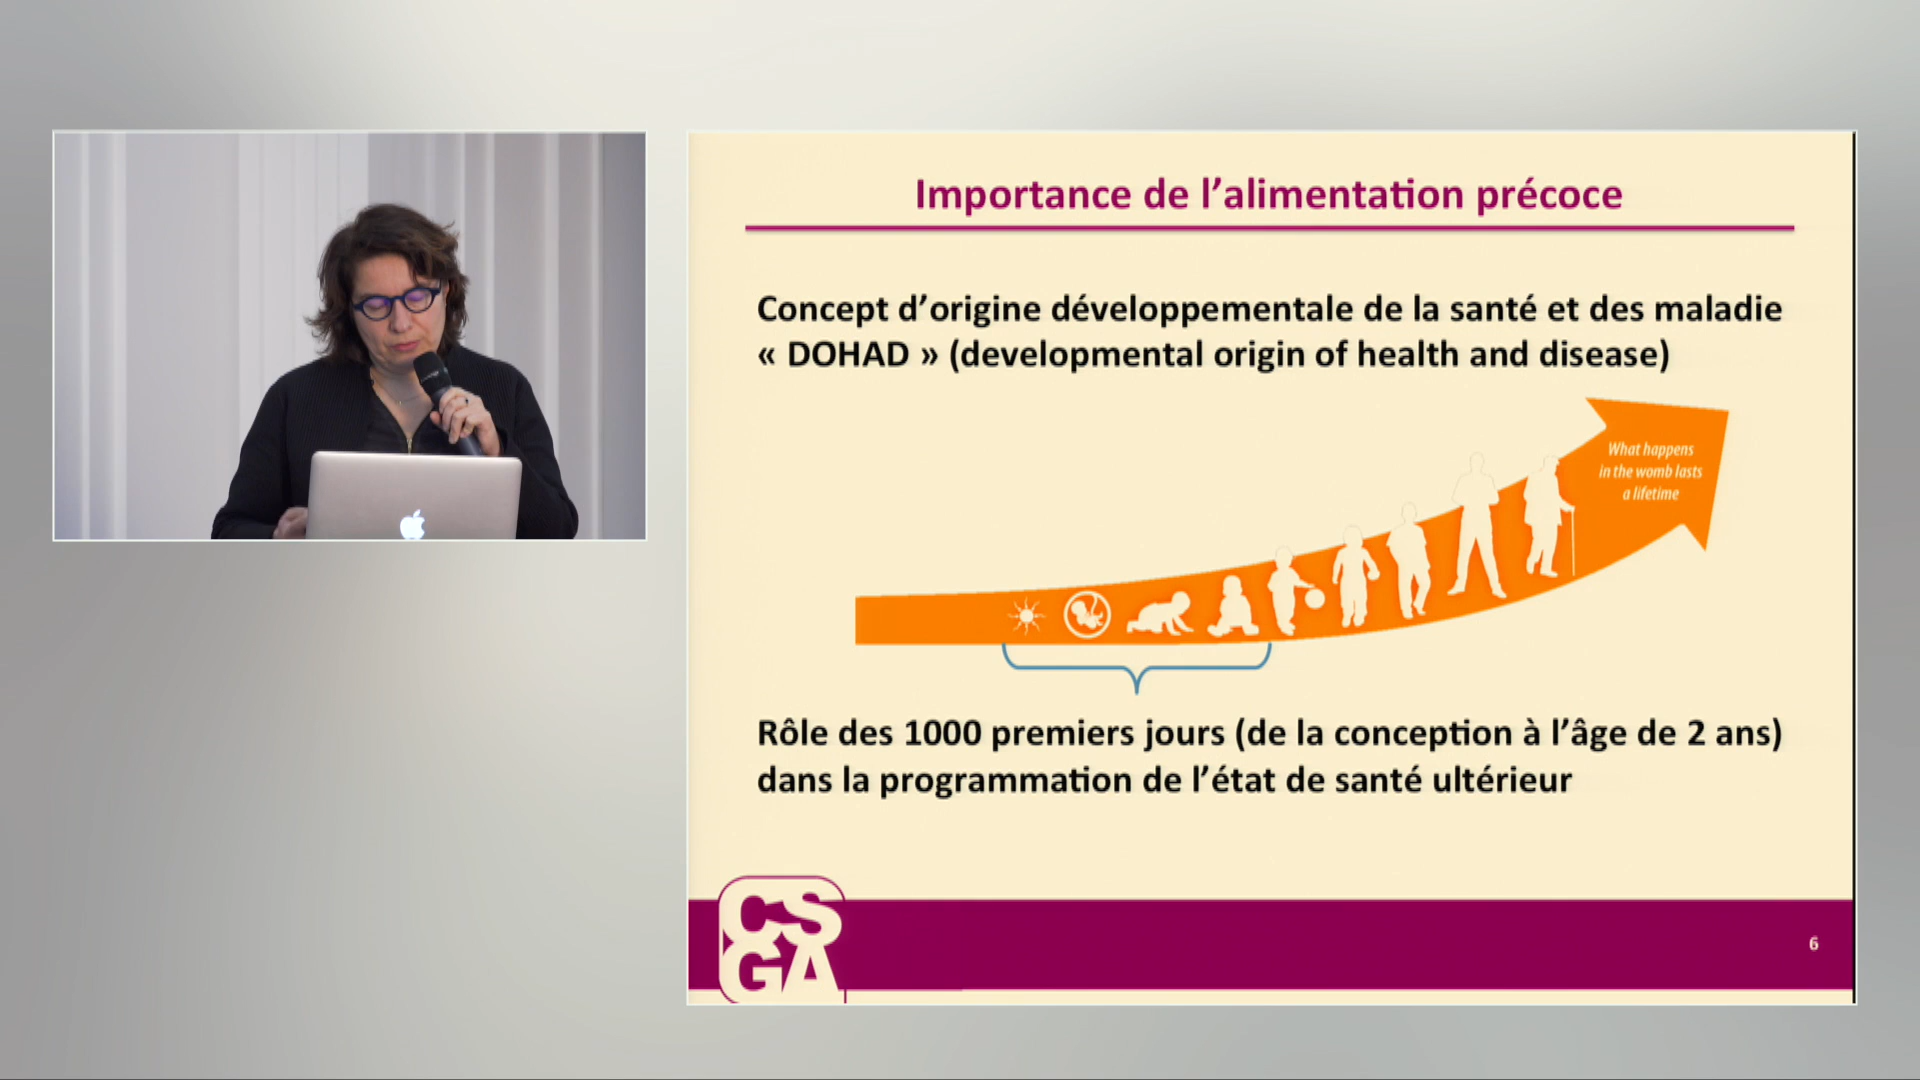 Importance de l’alimentation précoce
Concept d’origine développementale de la santé et des maladie
« DOHAD » (developmental origin of health and disease)
What happens
in the womb lasts
a lifetime
Rôle des 1000 premiers jours (de la conception à l’âge de 2 ans)
dans la programmation de l’état de santé ultérieur
CS
GA
6